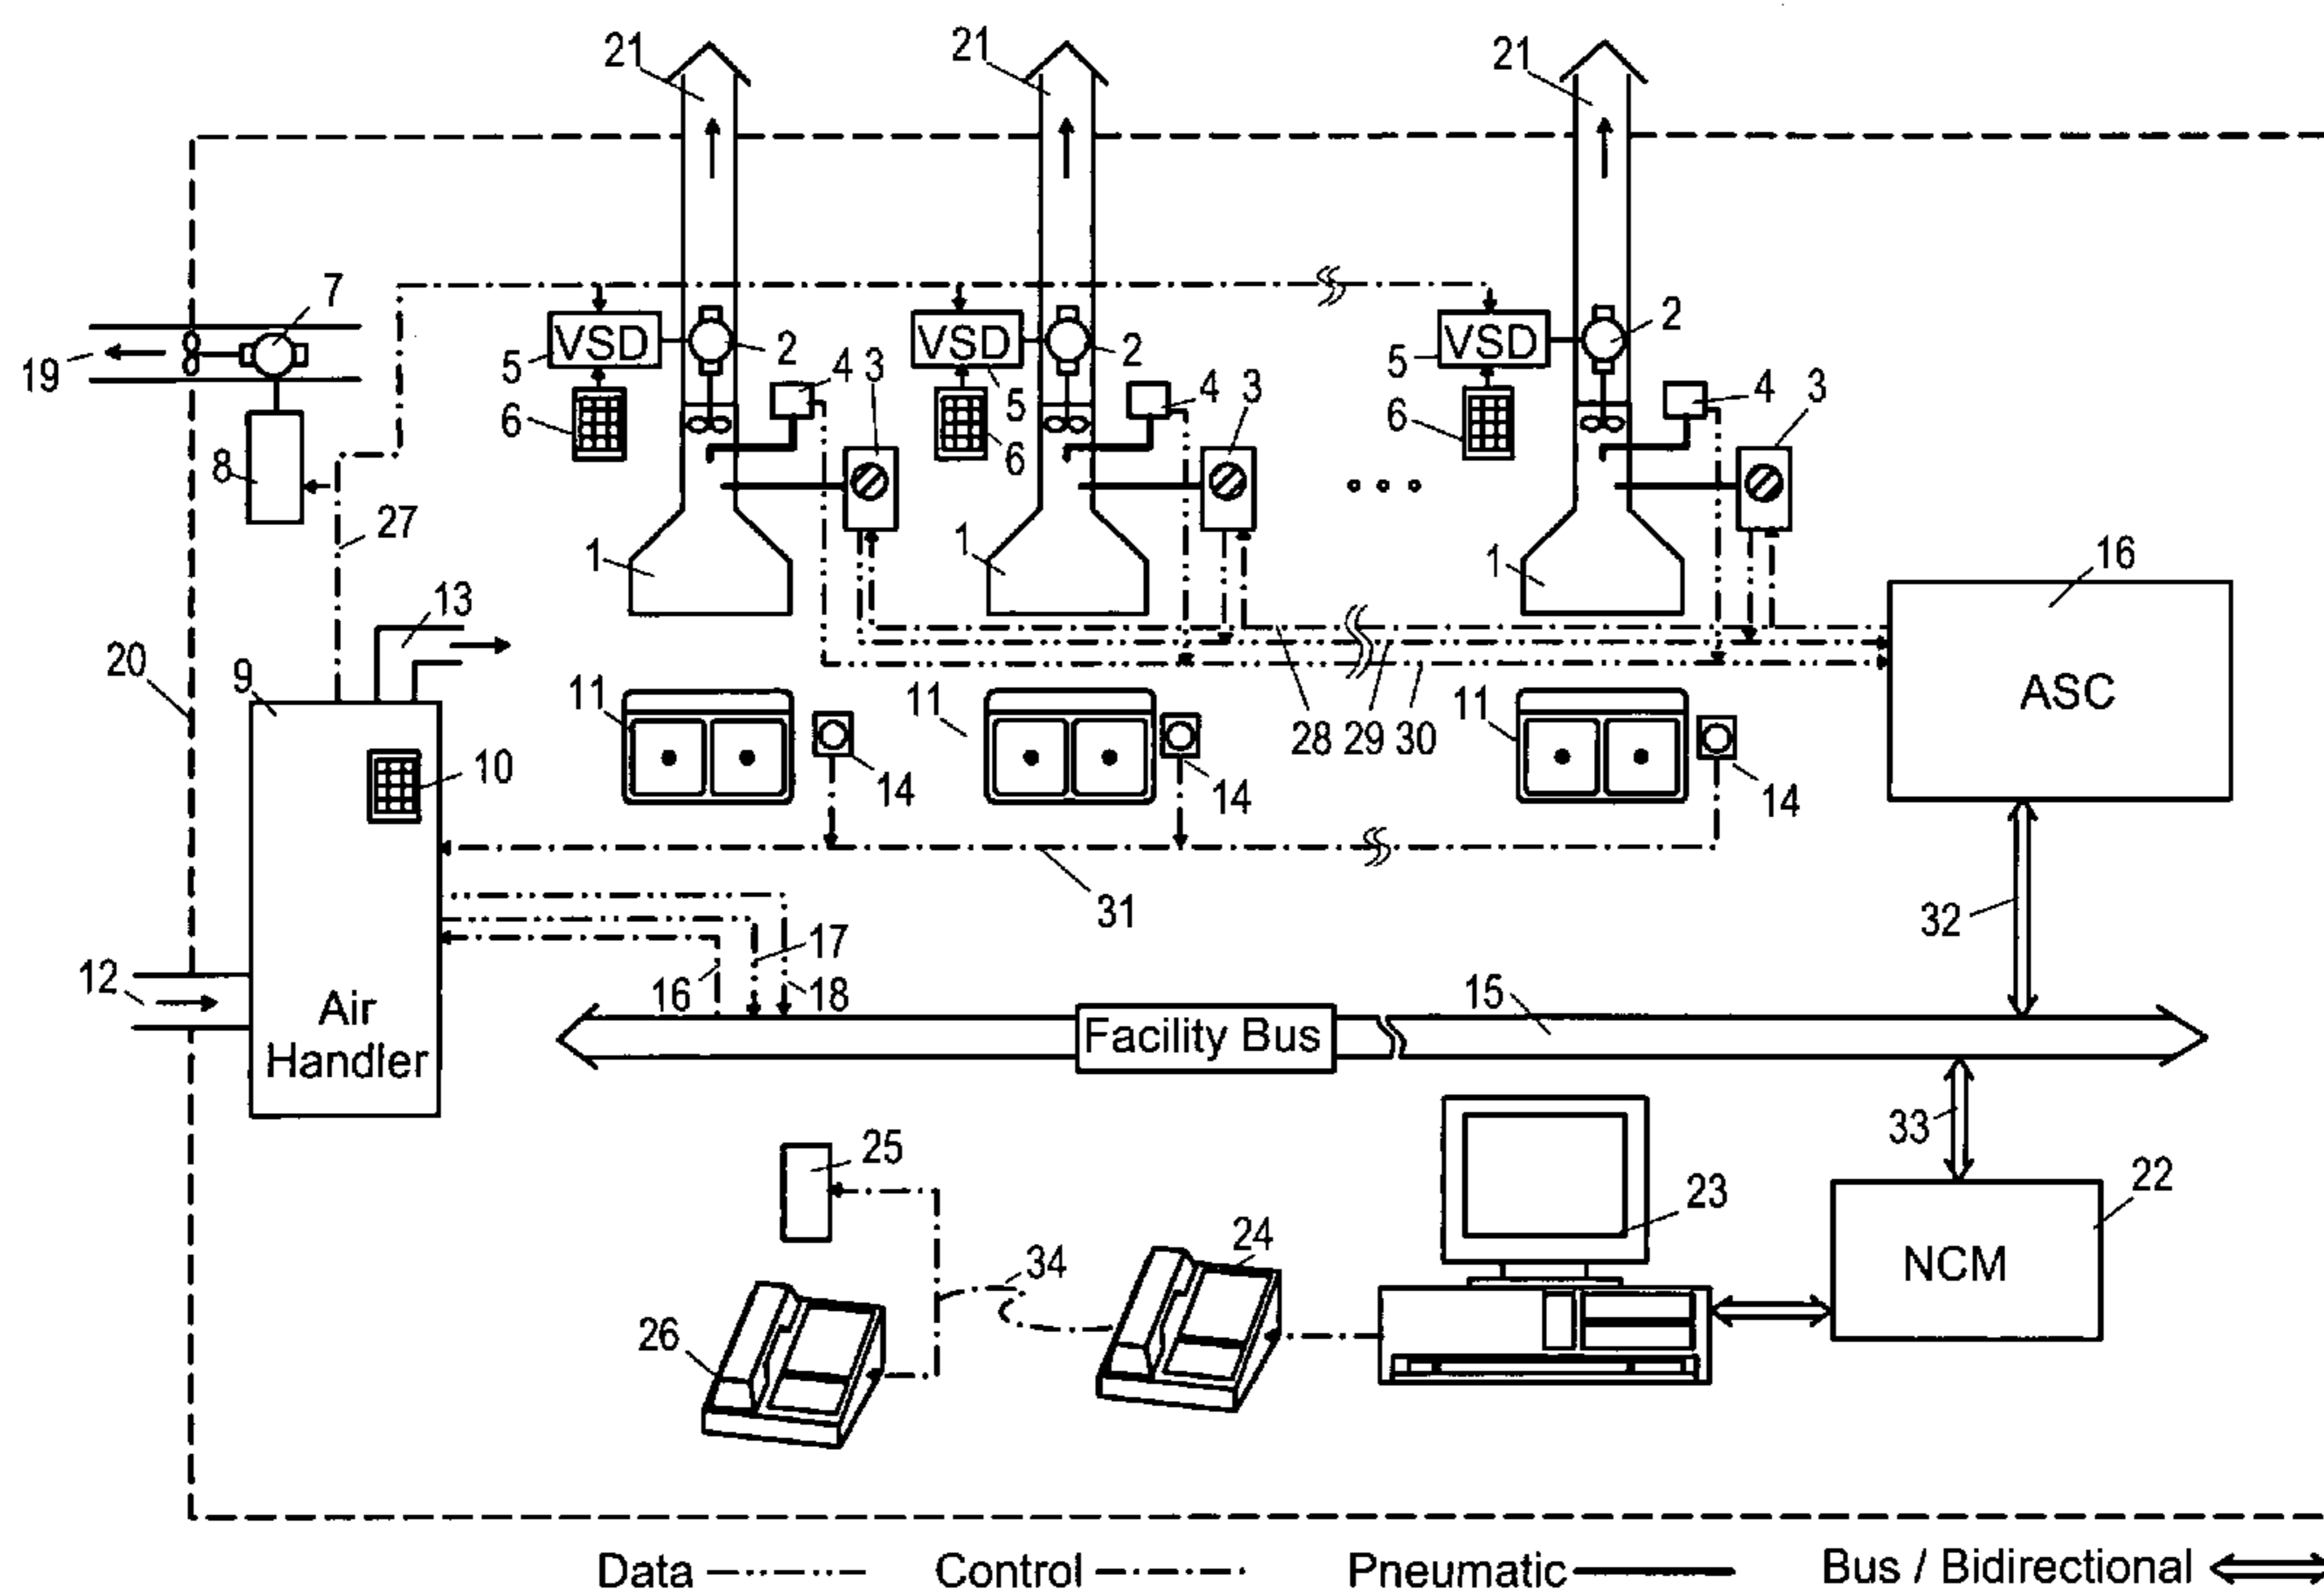 21 21 21
7
19
VSD 2 VSD 2 VSD 2
5 4 3 5 4 3 5 4 3
6 6 6
8
27
1 1 1
16
13
20
9
11 11 11
28 29 30
ASC
10
14 14 14
31
32
17
12
16 18
15
Air
Handler
Facility Bus
33
25
22
23
24
34
NCM
26
Data Control Pneumatic Bus / Bidirectional